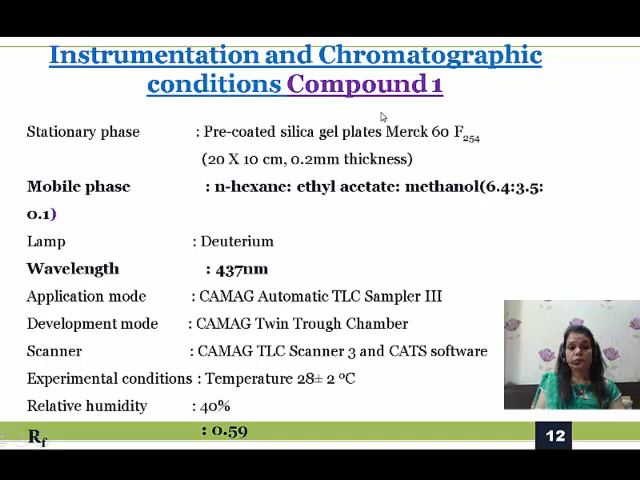 Instrumentation and Chromatographic
conditions Compound 1
Stationary phase : Pre-coated silica gel plates Merck 60 F254
(20 X 10 cm, 0.2mm thickness)
Mobile phase : n-hexane: ethyl acetate: methanol(6.4:3.5:
0.1)
Lamp : Deuterium
Wavelength : 437nm
Application mode : CAMAG Automatic TLC Sampler III
Development mode : CAMAG Twin Trough Chamber
Scanner : CAMAG TLC Scanner 3 and CATS software
Experimental conditions : Temperature 28± 2 ºC
Relative humidity : 40%
Rf : 0.59
12